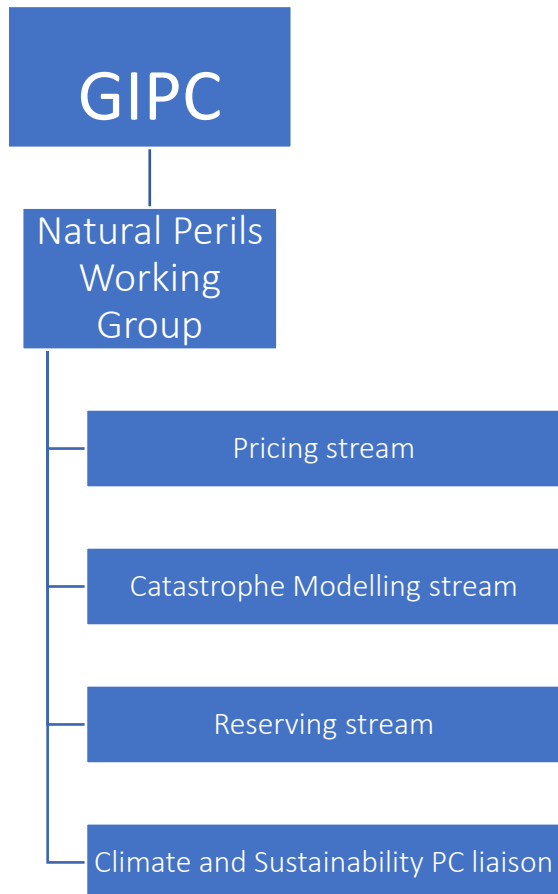 GIPC
Natural Perils
Working
Group
Pricing stream
Catastrophe Modelling stream
Reserving stream
Climate and Sustainability PC liaison